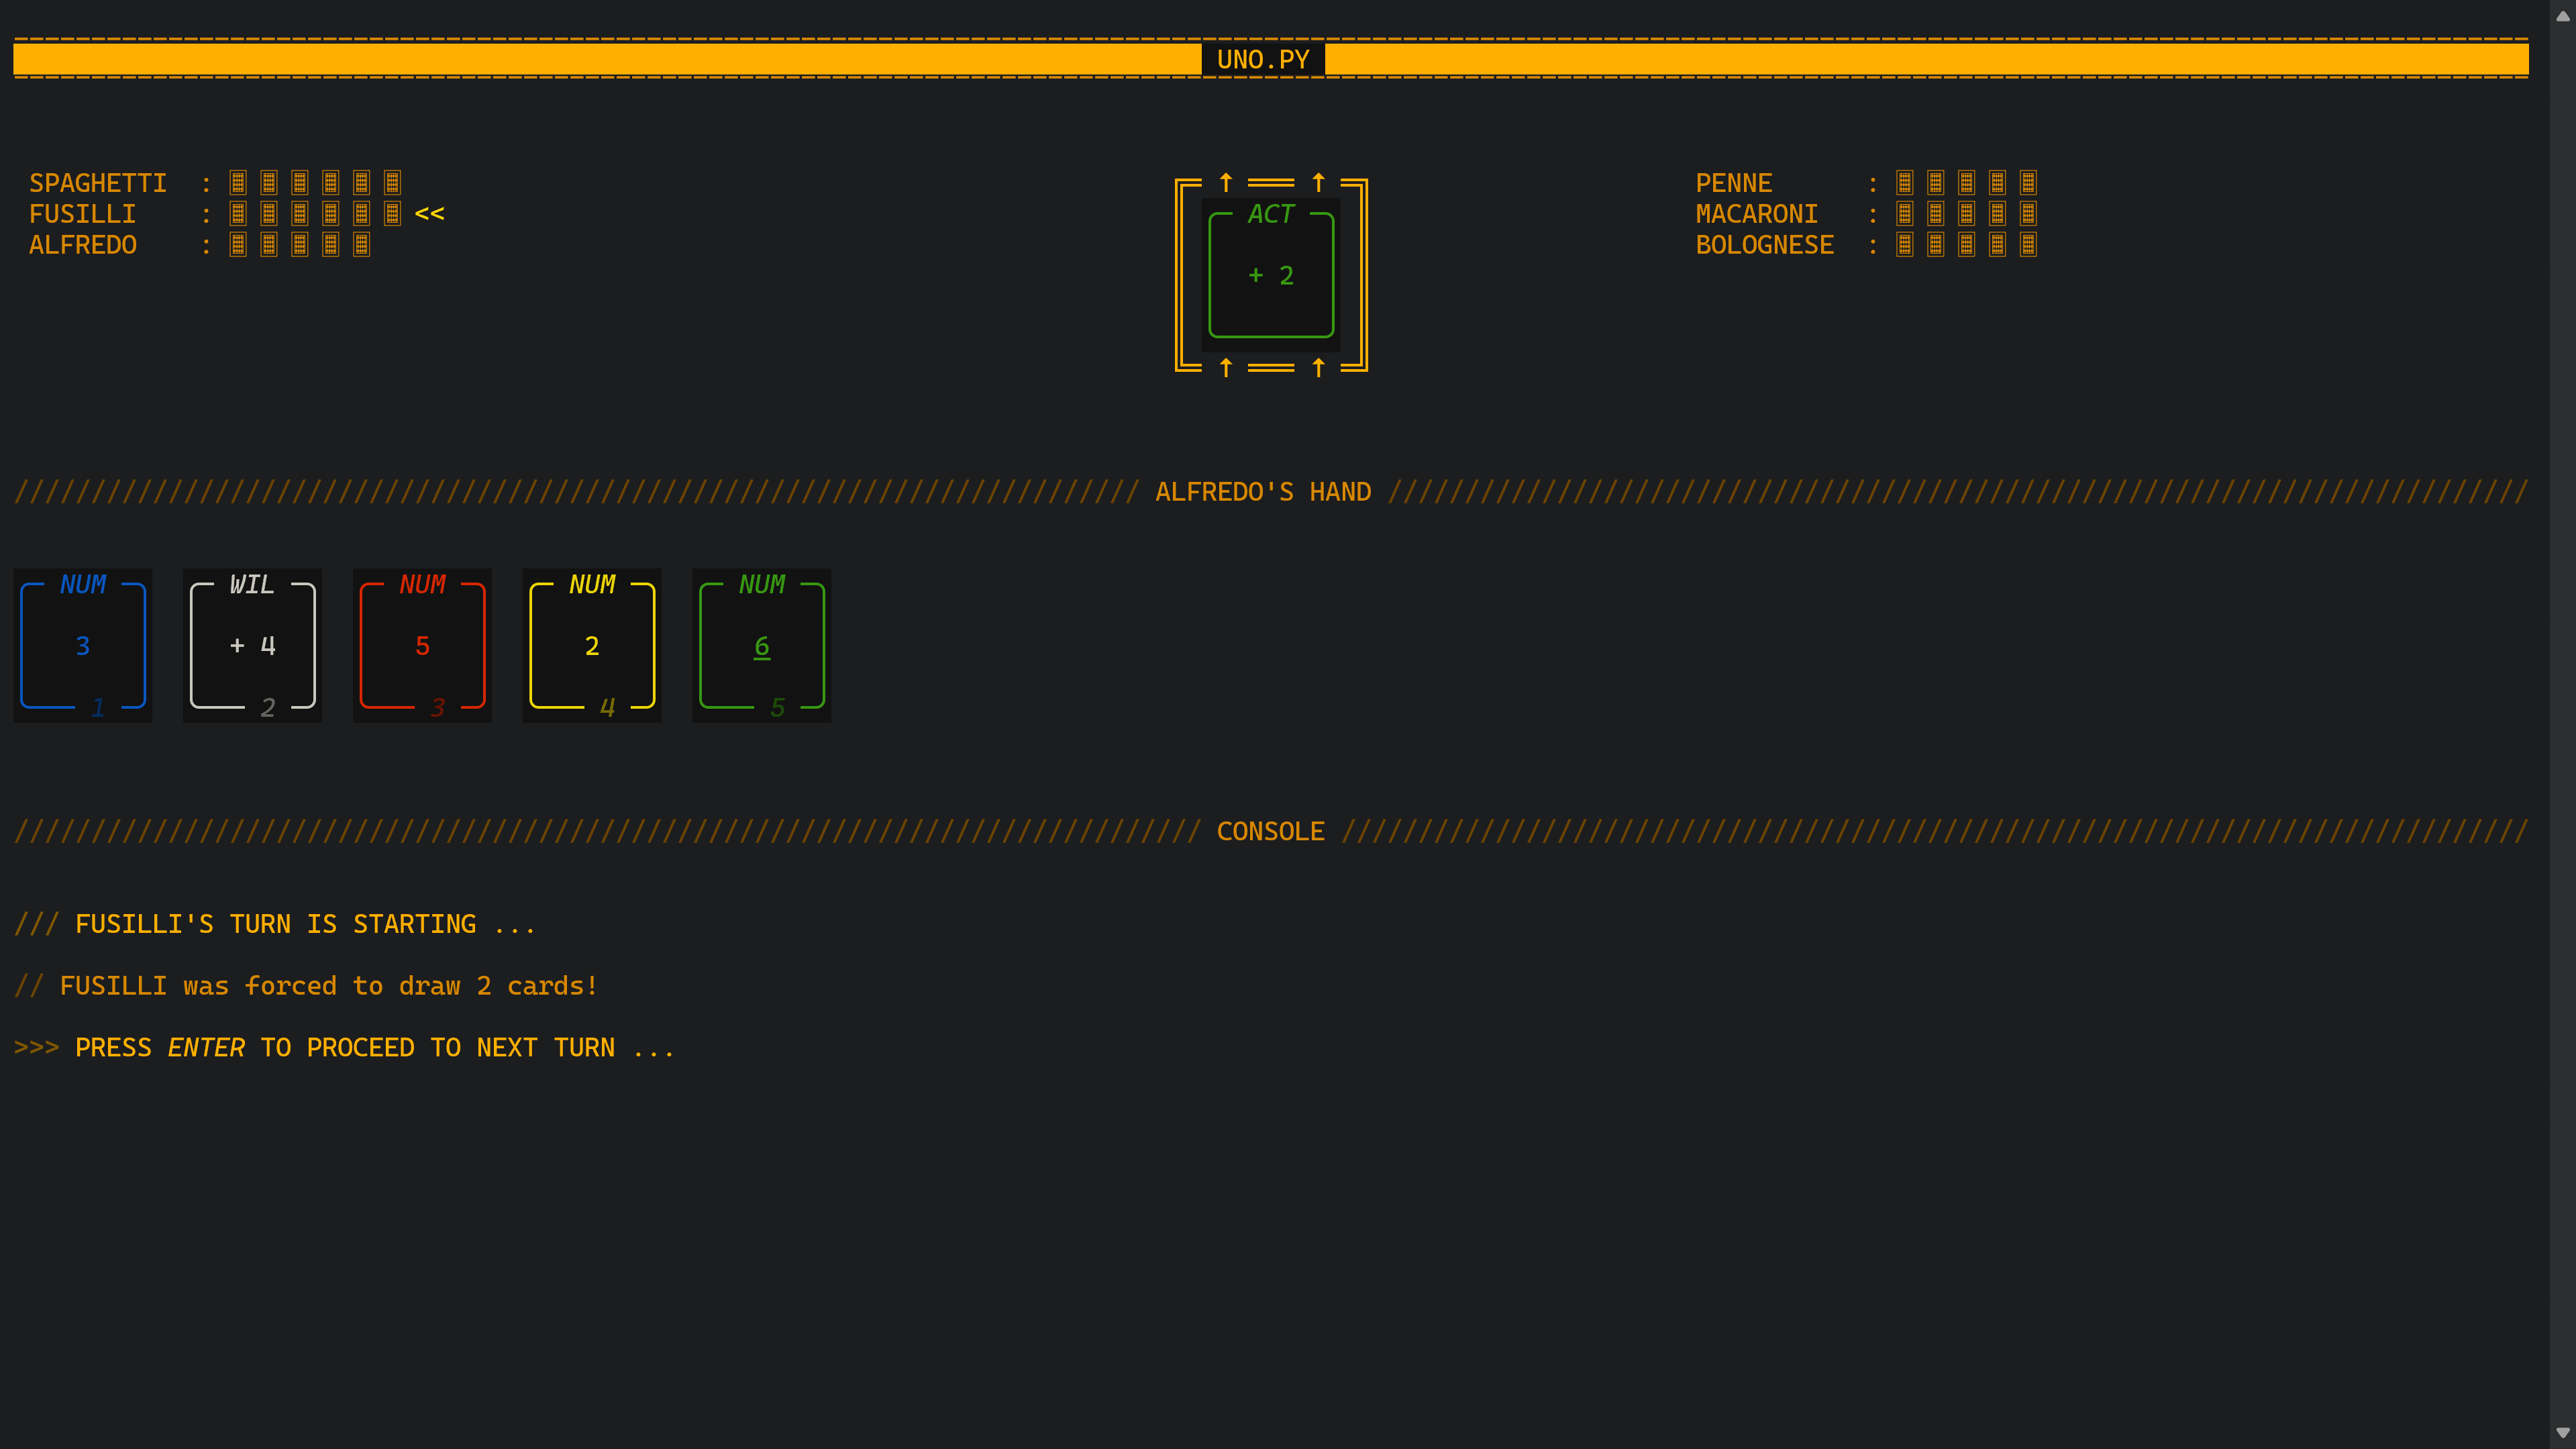 UNO.PY
SPAGHETTI :
FUSILLI : <<
ALFREDO :
PENNE :
MACARONI :
BOLOGNESE :
ACT
+ 2
//////////////////////////////////////////////////////////////////////// ALFREDO'S HAND //////////////////////////////////////////////////////////////////////////
NUM WIL NUM NUM NUM
3 + 4 5 2 6
1 2 3 4 5
///////////////////////////////////////////////////////////////////////////// CONSOLE /////////////////////////////////////////////////////////////////////////////
/// FUSILLI'S TURN IS STARTING ...
// FUSILLI was forced to draw 2 cards!
>>> PRESS ENTER TO PROCEED TO NEXT TURN ...